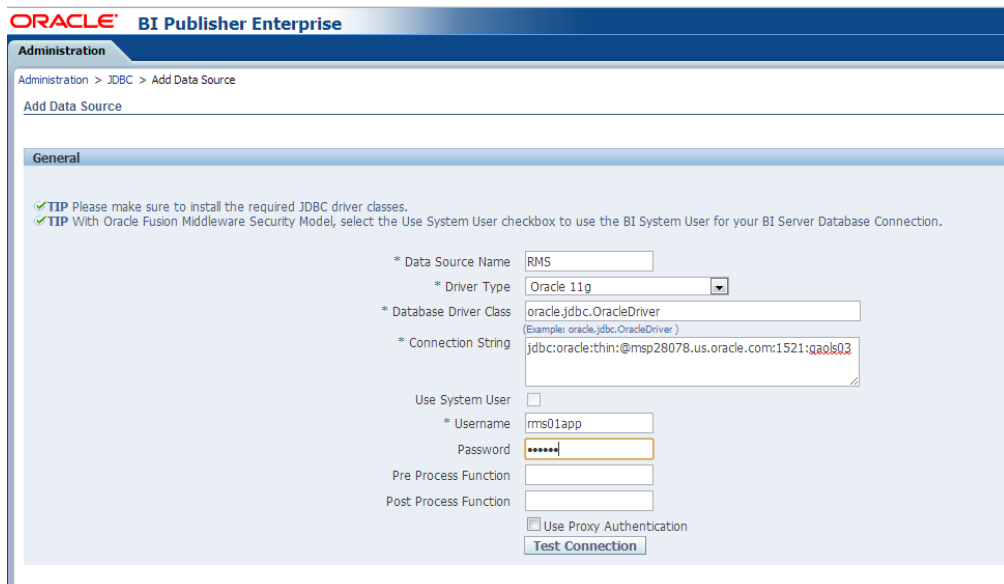 ORACLE BI Publisher Enterprise
Administration
Administration > JDBC > Add Data Source
Add Data Source
General
TIP Please make sure to install the required JDBC driver classes.
TIP With Oracle Fusion Middleware Security Model, select the Use System User checkbox to use the BI System User for your BI Server Database Connection.
* Data Source Name RMS
* Driver Type Oracle 11g
* Database Driver Class oracle.jdbc.OracleDriver
(Example: oracle.jdbc.OracleDriver )
* Connection String jdbc:oracle:thin:@msp28078.us.oracle.com:1521:qaols03
Use System User
* Username rms01app
Password ••••••
Pre Process Function
Post Process Function
Use Proxy Authentication
Test Connection